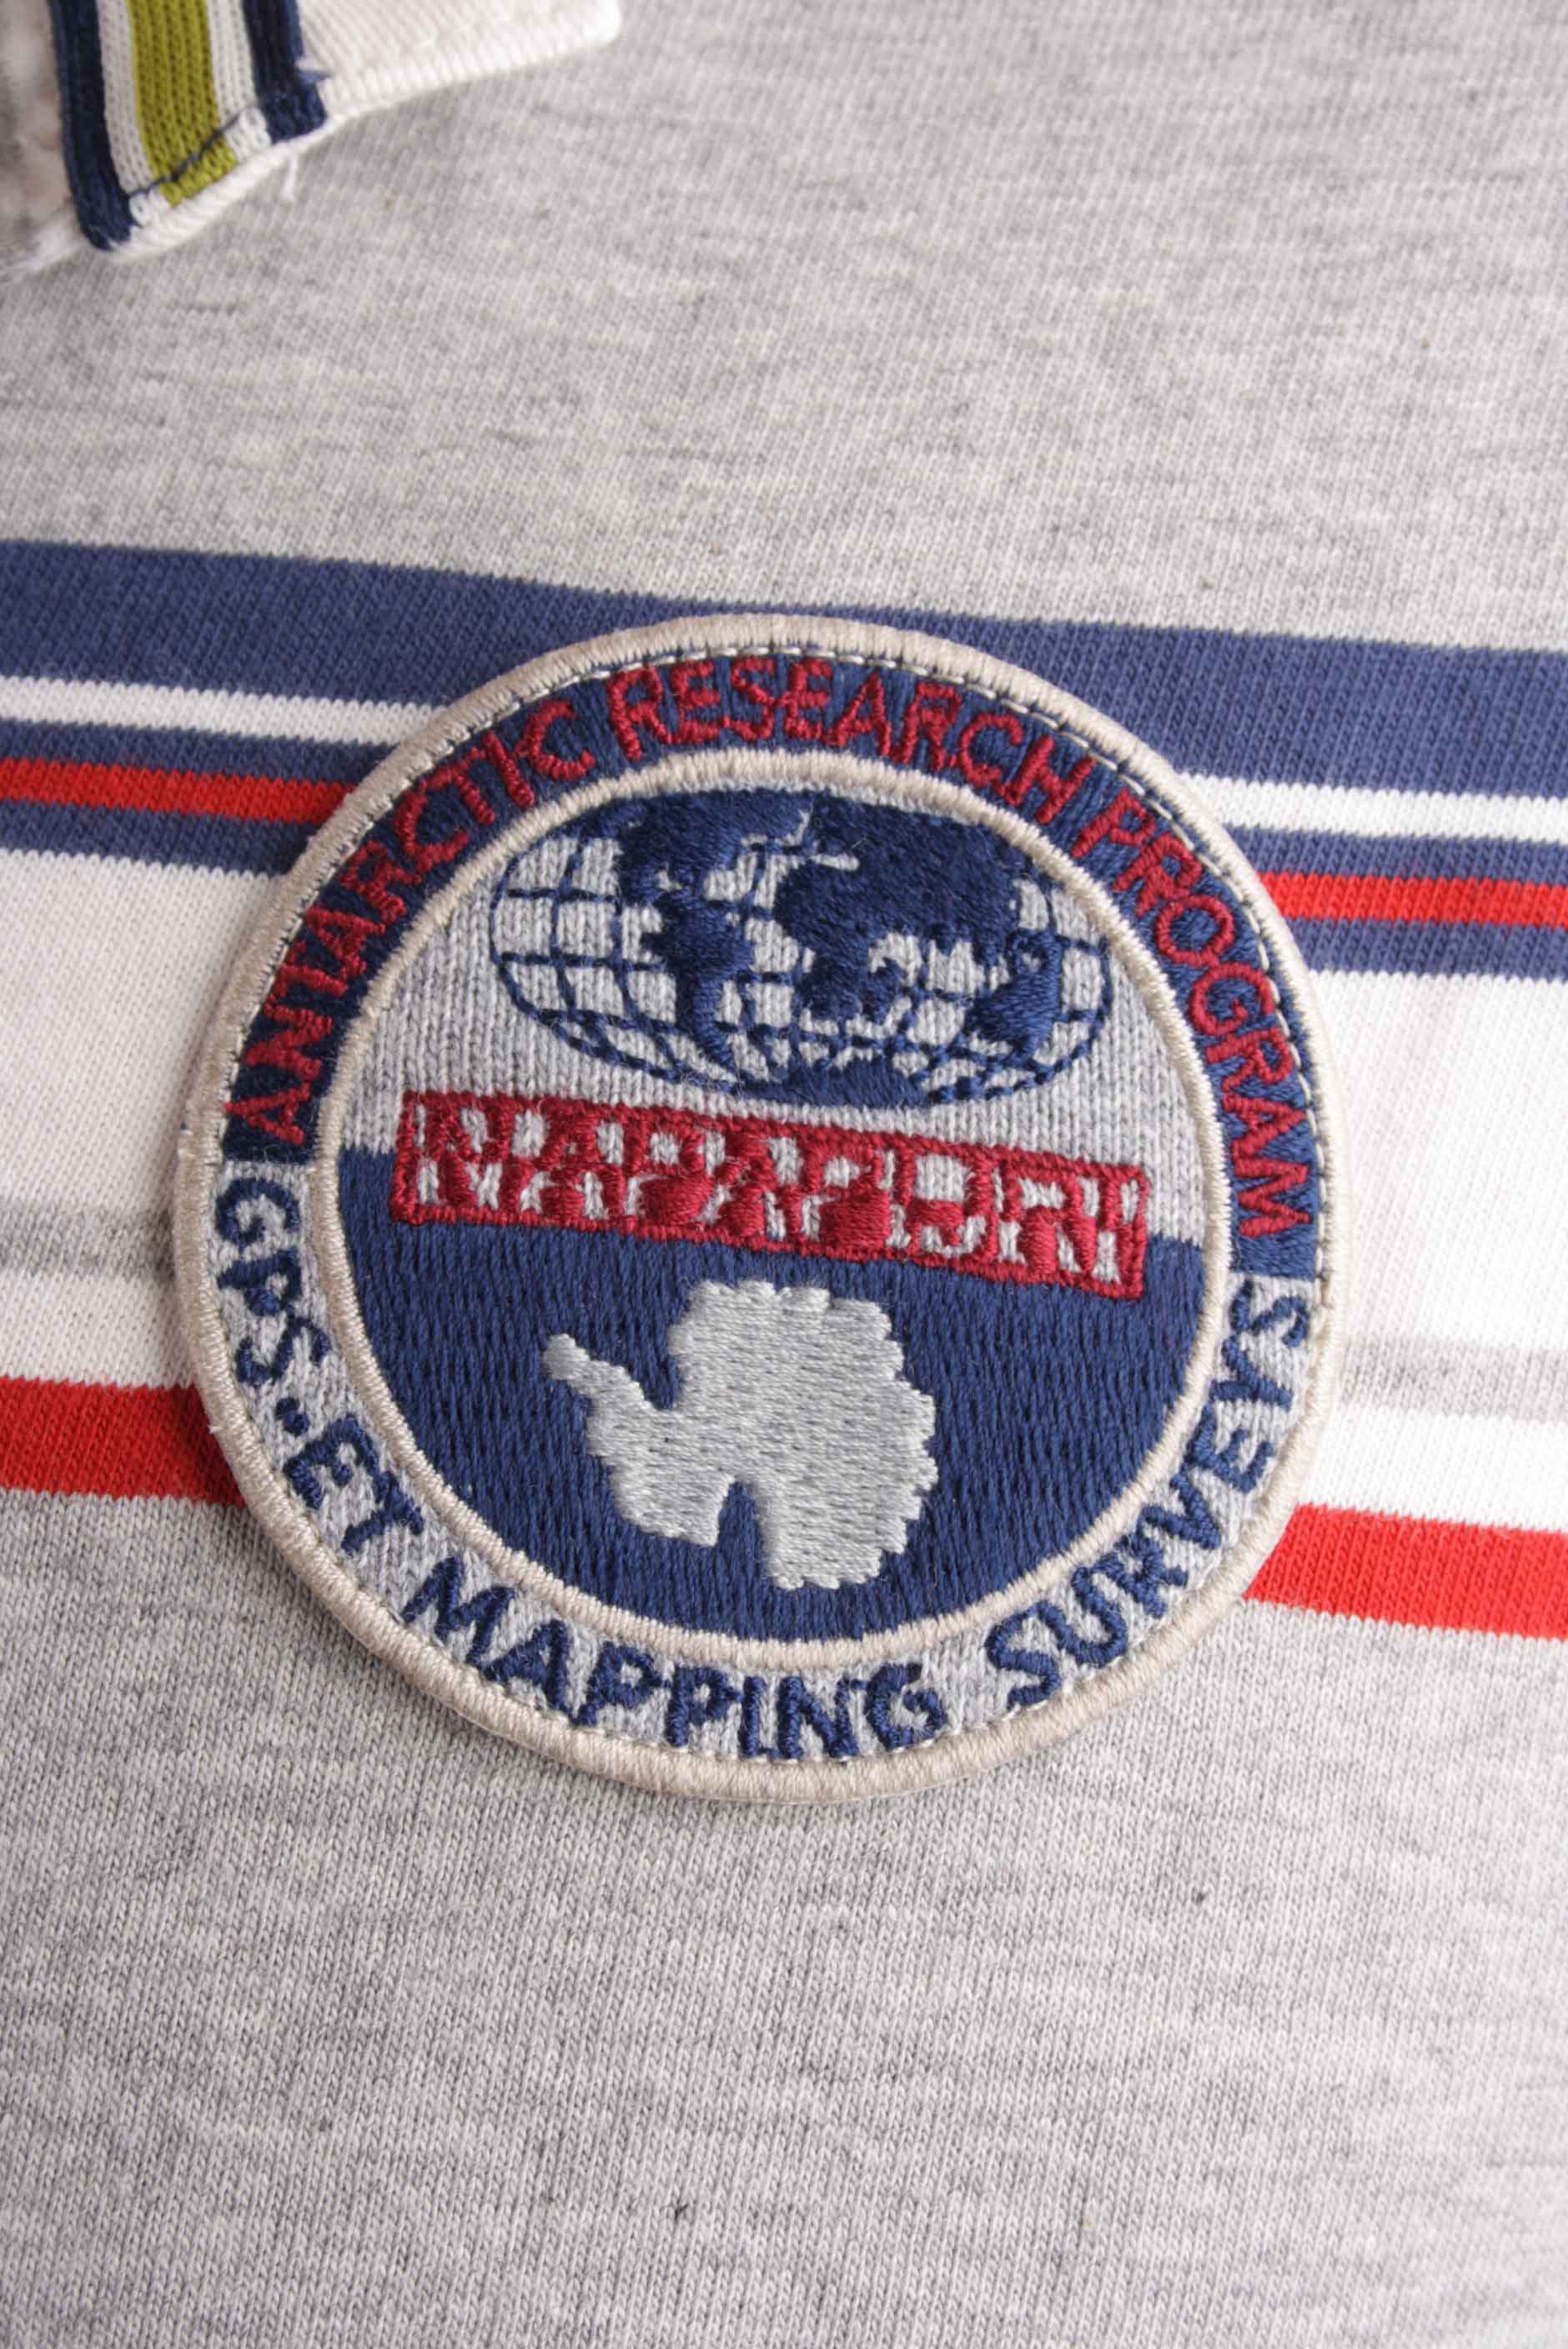 ANTARCTIC RESEARCH PROGRAM
NAPAPIJRI
GPS.ET MAPPING SURVEYS